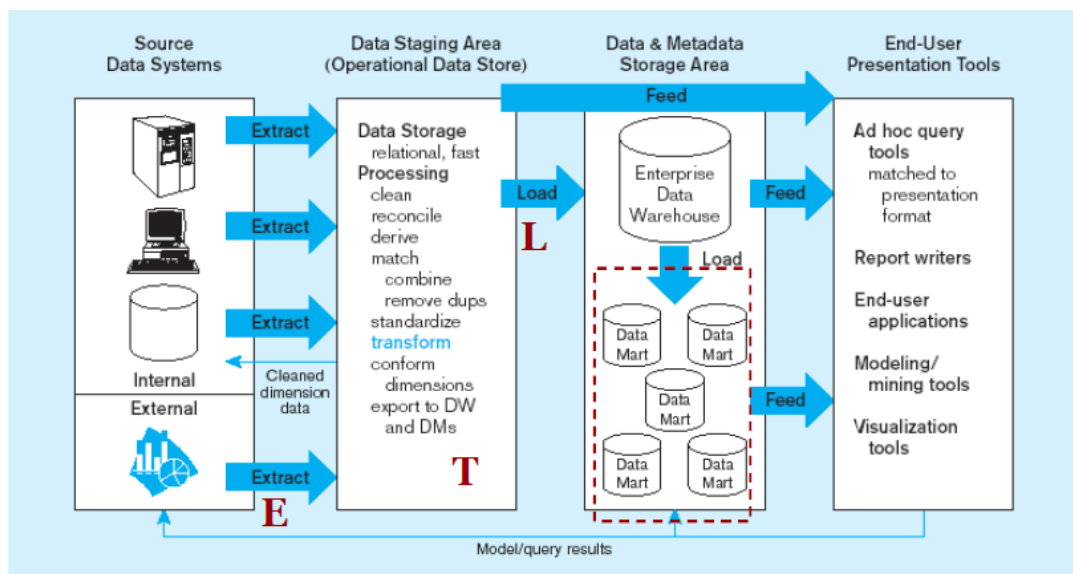 Source
Data Systems
Data Staging Area
(Operational Data Store)
Data & Metadata
Storage Area
End-User
Presentation Tools
Extract
Extract
Extract
Internal
External
Extract
E
Cleaned
dimension
data
Data Storage
relational, fast
Processing
clean
reconcile
derive
match
combine
remove dups
standardize
transform
conform
dimensions
export to DW
and DMs
T
Feed
Load
L
Enterprise
Data
Warehouse
Load
Data
Mart
Data
Mart
Data
Mart
Data
Mart
Data
Mart
Feed
Feed
Ad hoc query
tools
matched to
presentation
format
Report writers
End-user
applications
Modeling/
mining tools
Visualization
tools
Model/query results